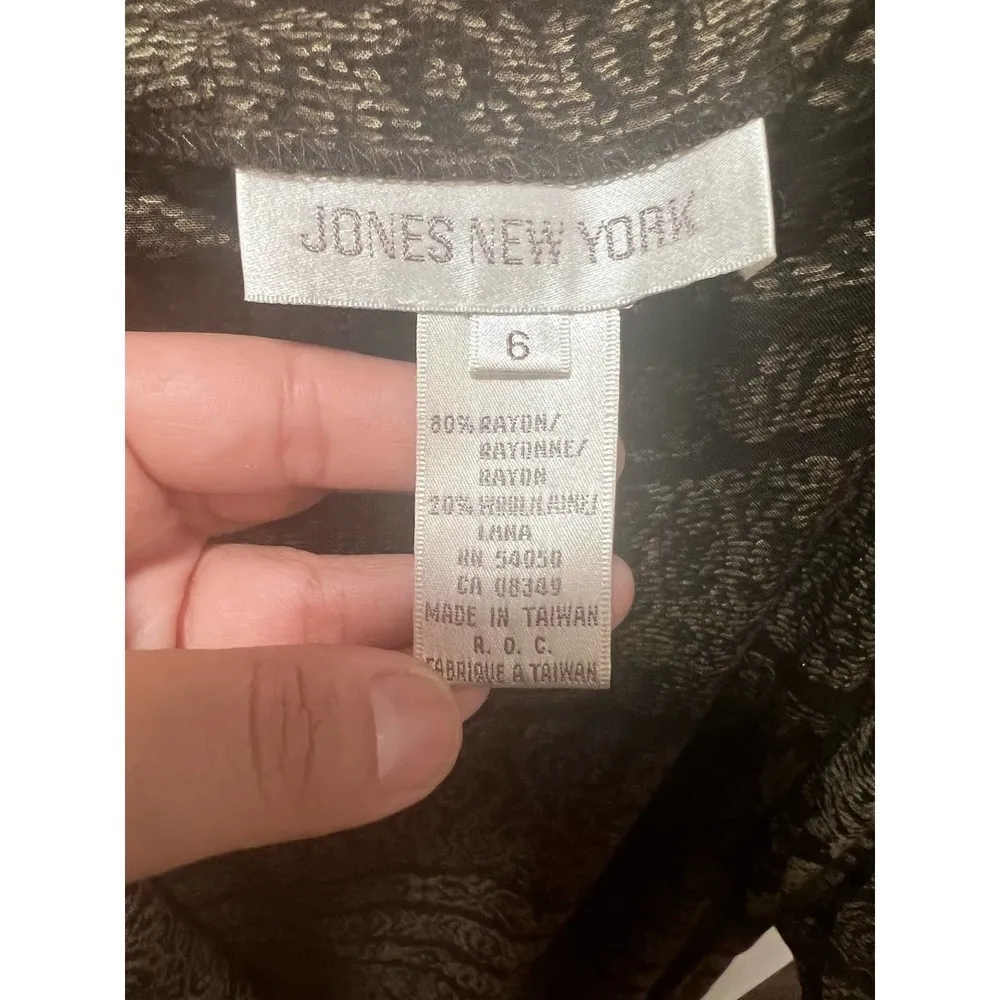 JONES NEW YORK
6
80% RAYON/
RAYONNE/
RAYON
20% WOOL/LAINE/
LANA
RN 54050
CA 08349
MADE IN TAIWAN
R. O. C.
FABRIQUE A TAIWAN